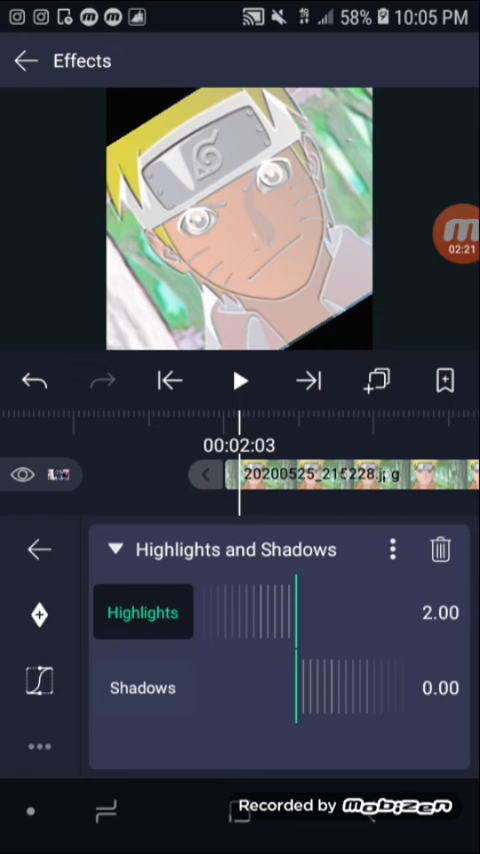 58% 10:05 PM
Effects
02:21
00:02:03
20200525_215228.jpg
Highlights and Shadows
Highlights 2.00
Shadows 0.00
Recorded by mobizen